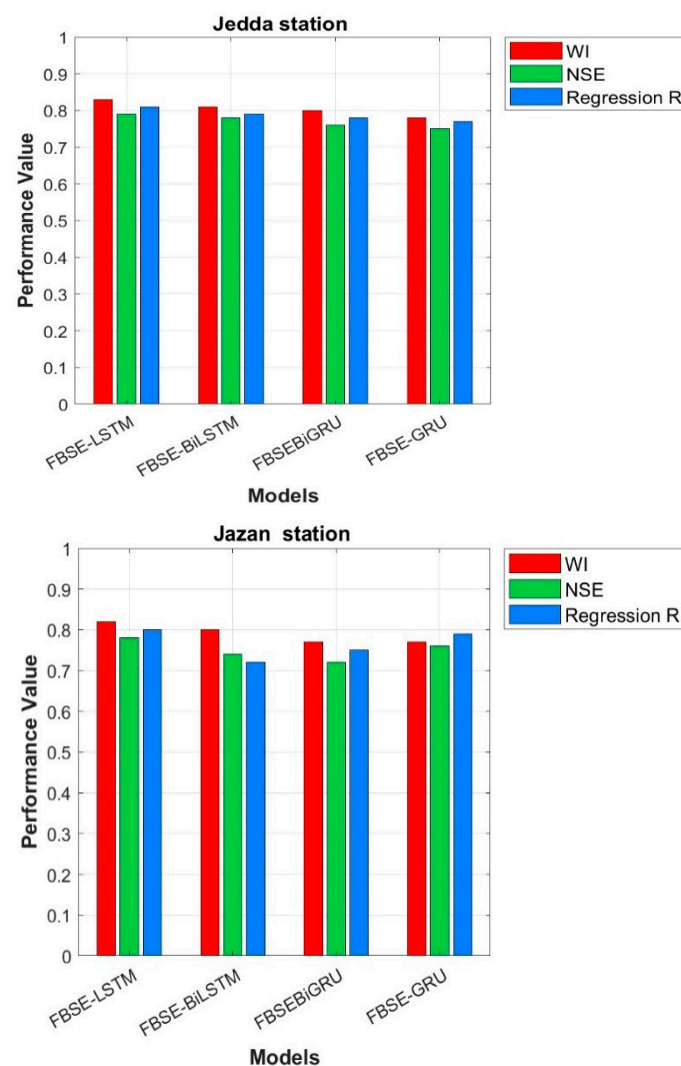 Jedda station
1
0.9
0.8
0.7
0.6
0.5
0.4
0.3
0.2
0.1
0
Performance Value
FBSE-LSTM
FBSE-BiLSTM
FBSEBiGRU
FBSE-GRU
Models
WI
NSE
Regression R
Jazan station
1
0.9
0.8
0.7
0.6
0.5
0.4
0.3
0.2
0.1
0
Performance Value
FBSE-LSTM
FBSE-BiLSTM
FBSEBiGRU
FBSE-GRU
Models
WI
NSE
Regression R